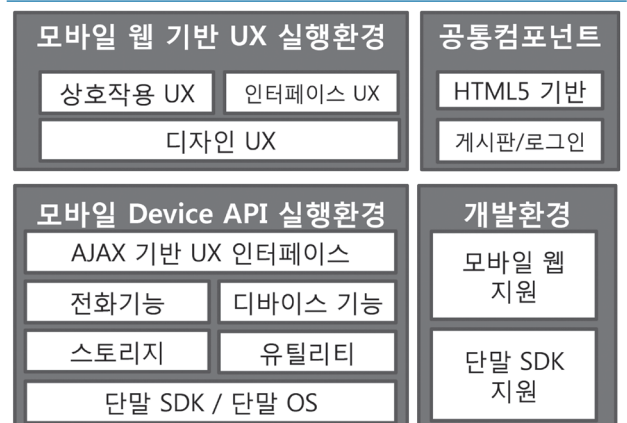 모바일 웹 기반 UX 실행환경
상호작용 UX
인터페이스 UX
디자인 UX
공통컴포넌트
HTML5 기반
게시판/로그인
모바일 Device API 실행환경
AJAX 기반 UX 인터페이스
전화기능
디바이스 기능
스토리지
유틸리티
단말 SDK / 단말 OS
개발환경
모바일 웹
지원
단말 SDK
지원